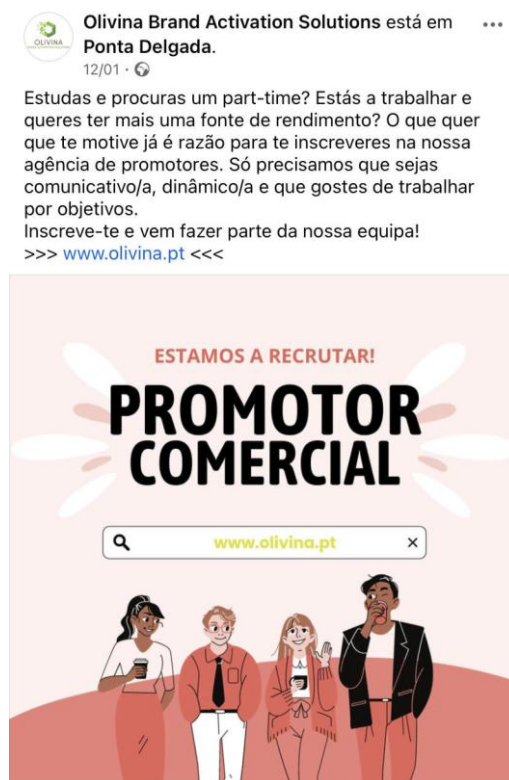 OLIVINA
Olivina Brand Activation Solutions está em
Ponta Delgada.
12/01 ·
Estudas e procuras um part-time? Estás a trabalhar e
queres ter mais uma fonte de rendimento? O que quer
que te motive já é razão para te inscreveres na nossa
agência de promotores. Só precisamos que sejas
comunicativo/a, dinâmico/a e que gostes de trabalhar
por objetivos.
Inscreve-te e vem fazer parte da nossa equipa!
>>> www.olivina.pt <<<
ESTAMOS A RECRUTAR!
PROMOTOR
COMERCIAL
www.olivina.pt